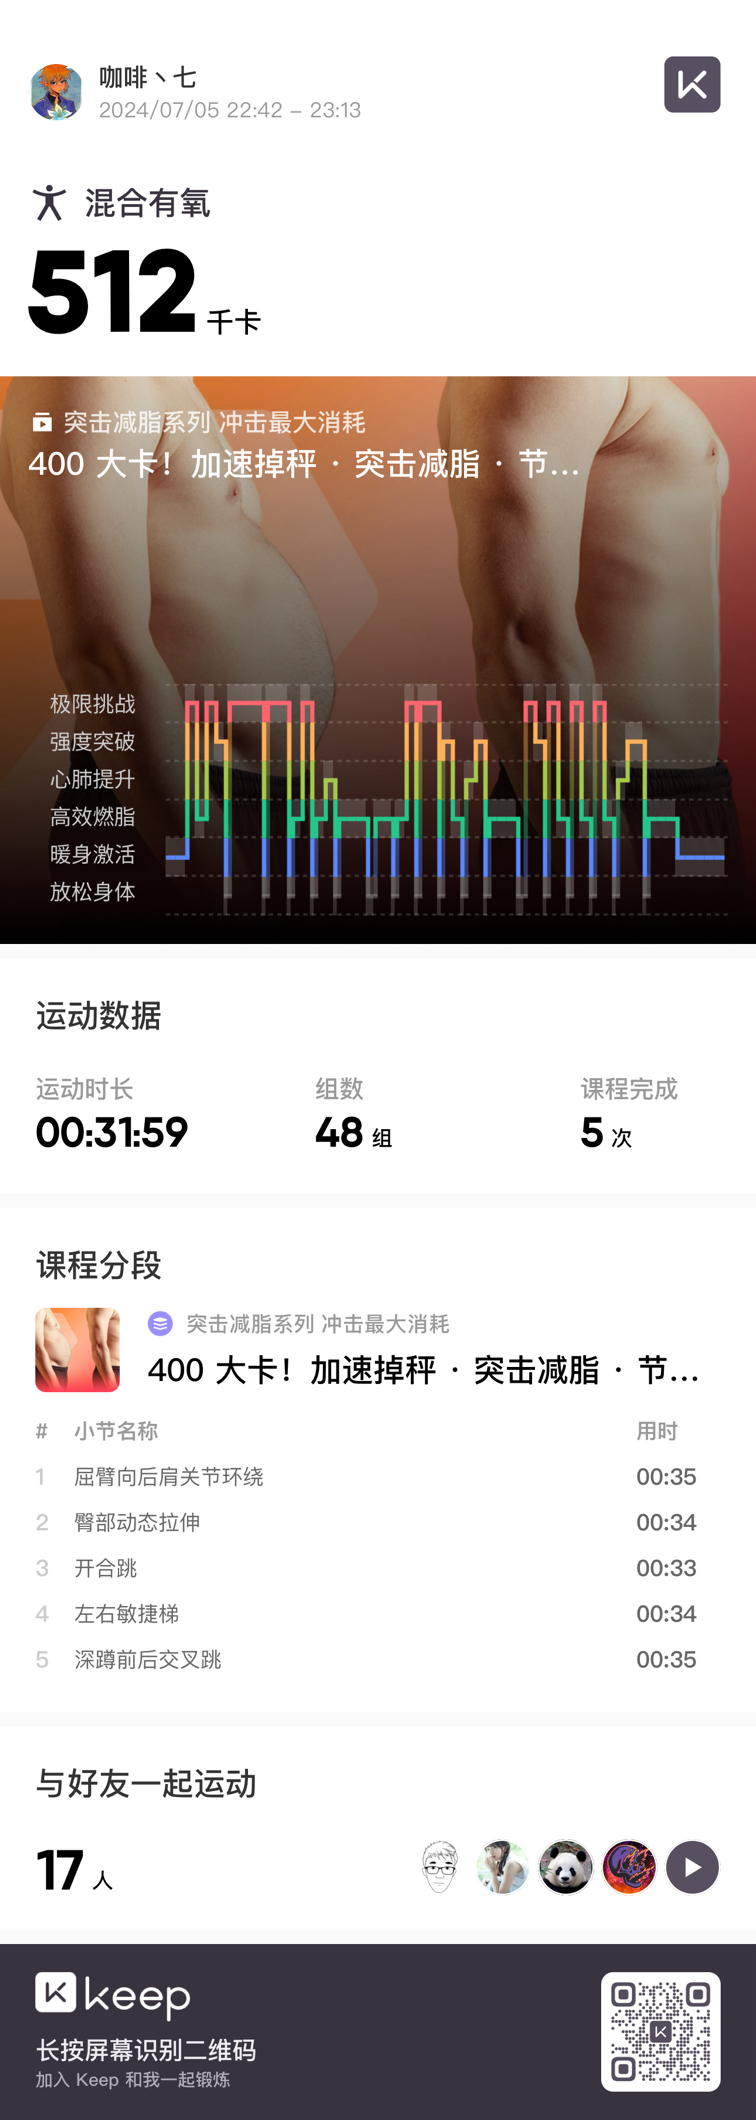 咖啡丶七
2024/07/05 22:42 – 23:13
混合有氧
512 千卡
突击减脂系列 冲击最大消耗
400 大卡！加速掉秤 · 突击减脂 · 节...
极限挑战
强度突破
心肺提升
高效燃脂
暖身激活
放松身体
运动数据
运动时长 组数 课程完成
00:31:59 48 组 5 次
课程分段
突击减脂系列 冲击最大消耗
400 大卡！加速掉秤 · 突击减脂 · 节...
# 小节名称 用时
1 屈臂向后肩关节环绕 00:35
2 臀部动态拉伸 00:34
3 开合跳 00:33
4 左右敏捷梯 00:34
5 深蹲前后交叉跳 00:35
与好友一起运动
17 人
keep
长按屏幕识别二维码
加入 Keep 和我一起锻炼